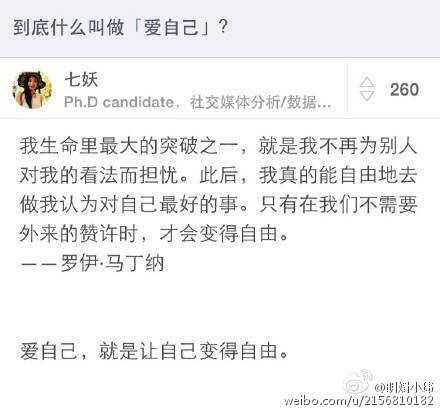 到底什么叫做「爱自己」?
七妖
Ph.D candidate，社交媒体分析/数据...
260
我生命里最大的突破之一，就是我不再为别人
对我的看法而担忧。此后，我真的能自由地去
做我认为对自己最好的事。只有在我们不需要
外来的赞许时，才会变得自由。
——罗伊·马丁纳
爱自己，就是让自己变得自由。
weibo.com/u/2156810182